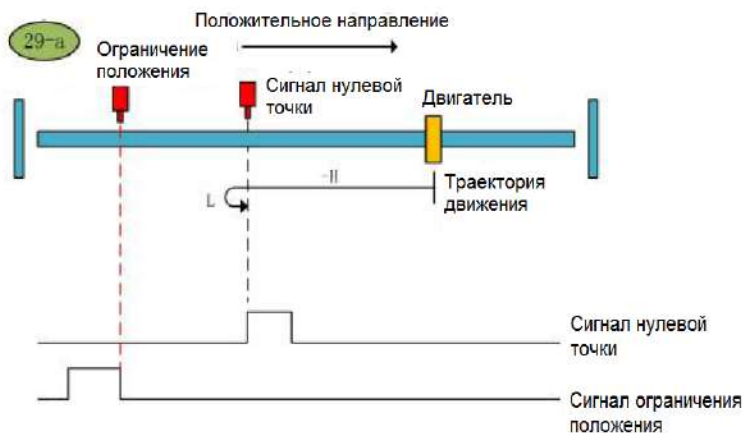 29-a
Положительное направление
Ограничение
положения
Сигнал нулевой
точки
Двигатель
-H
L
Траектория
движения
Сигнал нулевой
точки
Сигнал ограничения
положения